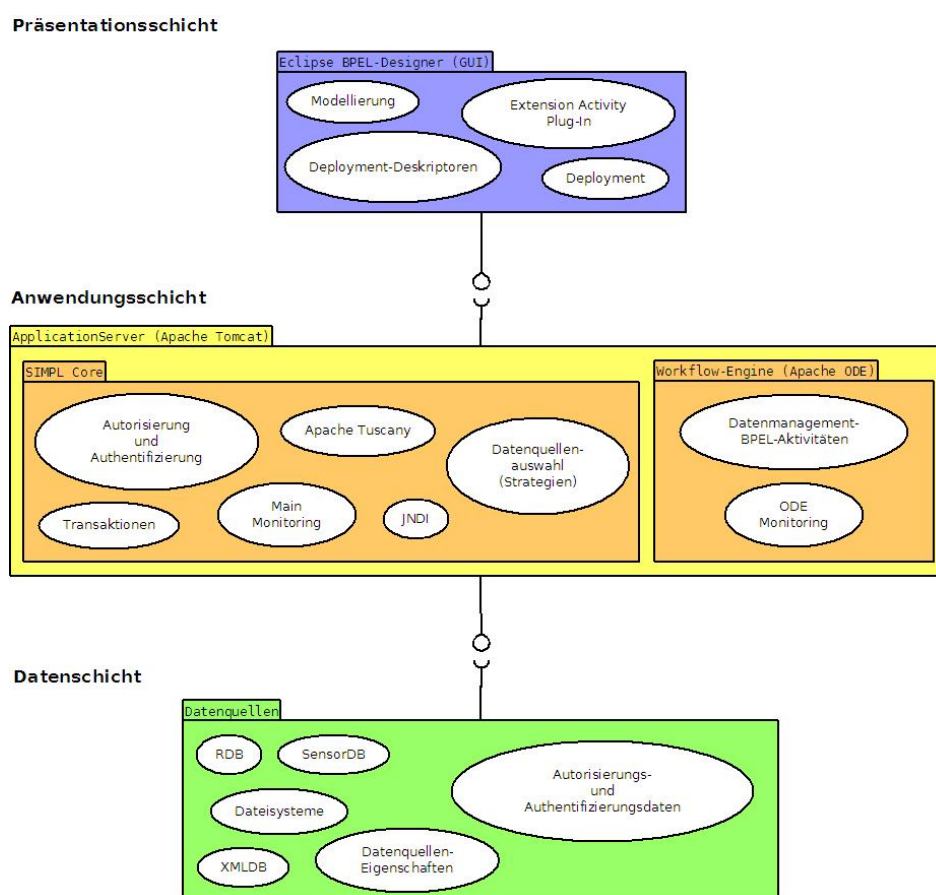 Präsentationsschicht
Eclipse BPEL-Designer (GUI)
Modellierung
Extension Activity
Plug-In
Deployment-Deskriptoren
Deployment
Anwendungsschicht
ApplicationServer (Apache Tomcat)
SIMPL Core
Autorisierung
und
Authentifizierung
Apache Tuscany
Datenquellen-
auswahl
(Strategien)
Transaktionen
Main
Monitoring
JNDI
Workflow-Engine (Apache ODE)
Datenmanagement-
BPEL-Aktivitäten
ODE
Monitoring
Datenschicht
Datenquellen
RDB
SensorDB
Autorisierungs-
und
Authentifizierungsdaten
Dateisysteme
XMLDB
Datenquellen-
Eigenschaften